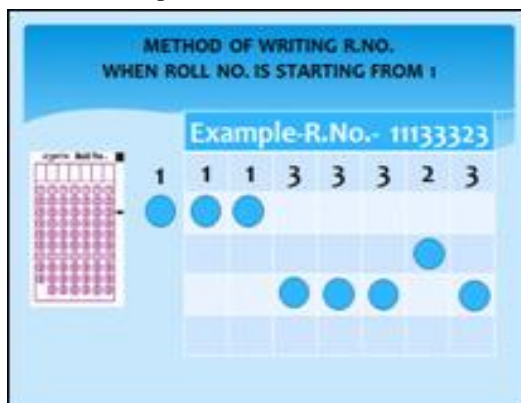 METHOD OF WRITING R.NO.
WHEN ROLL NO. IS STARTING FROM 1
Example-R.No.- 11133323
1 1 1 3 3 3 2 3